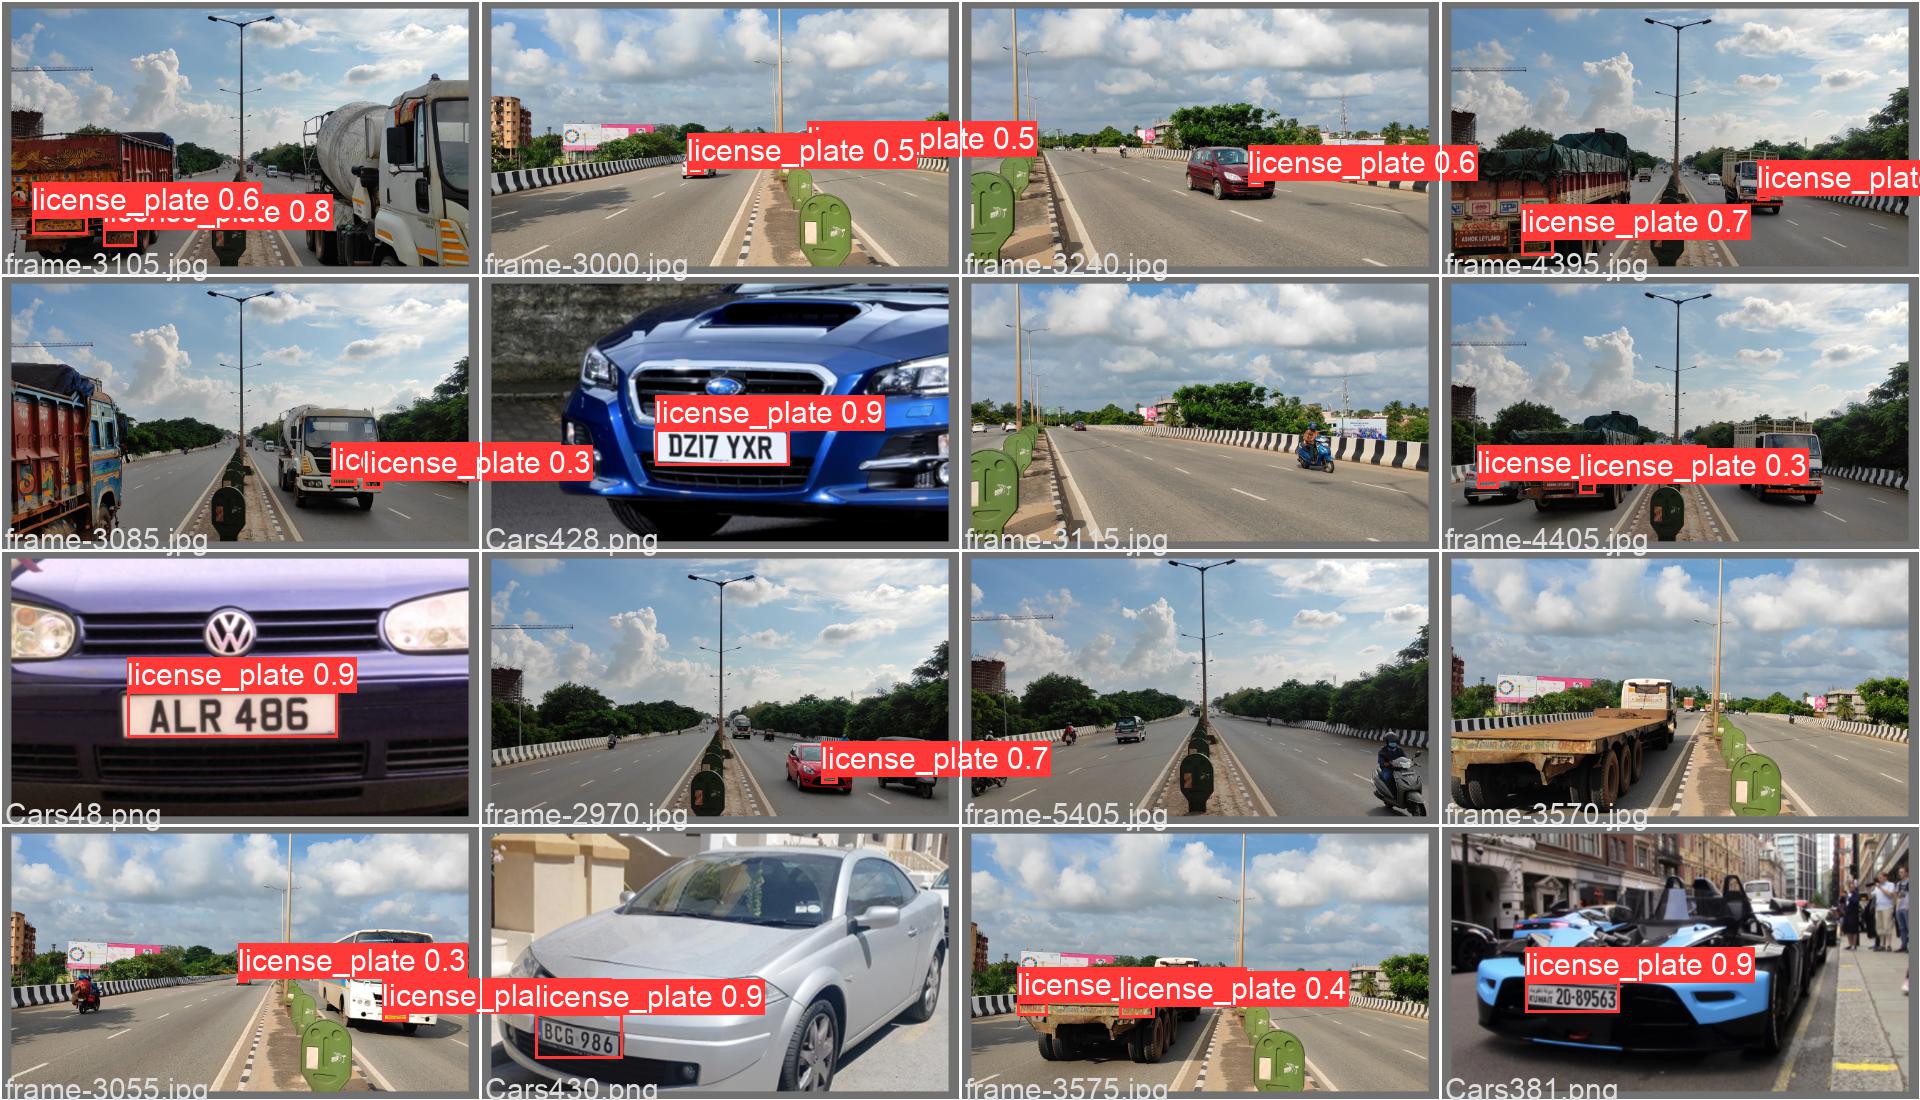 license_plate 0.6
license_plate 0.8
frame-3105.jpg
license_plate 0.5
plate 0.5
frame-3000.jpg
license_plate 0.6
frame-3240.jpg
license_plat
license_plate 0.7
ASHOK LEYLAND
frame-4395.jpg
lic
license_plate 0.3
frame-3085.jpg
license_plate 0.9
DZ17 YXR
Cars428.png
frame-3115.jpg
license_
license_plate 0.3
frame-4405.jpg
license_plate 0.9
ALR 486
Cars48.png
license_plate 0.7
frame-2970.jpg
frame-5405.jpg
frame-3570.jpg
license_plate 0.3
license_pla
frame-3055.jpg
license_plate 0.9
BCG 986
Cars430.png
license_
license_plate 0.4
frame-3575.jpg
license_plate 0.9
KUWAIT 20-89563
Cars381.png